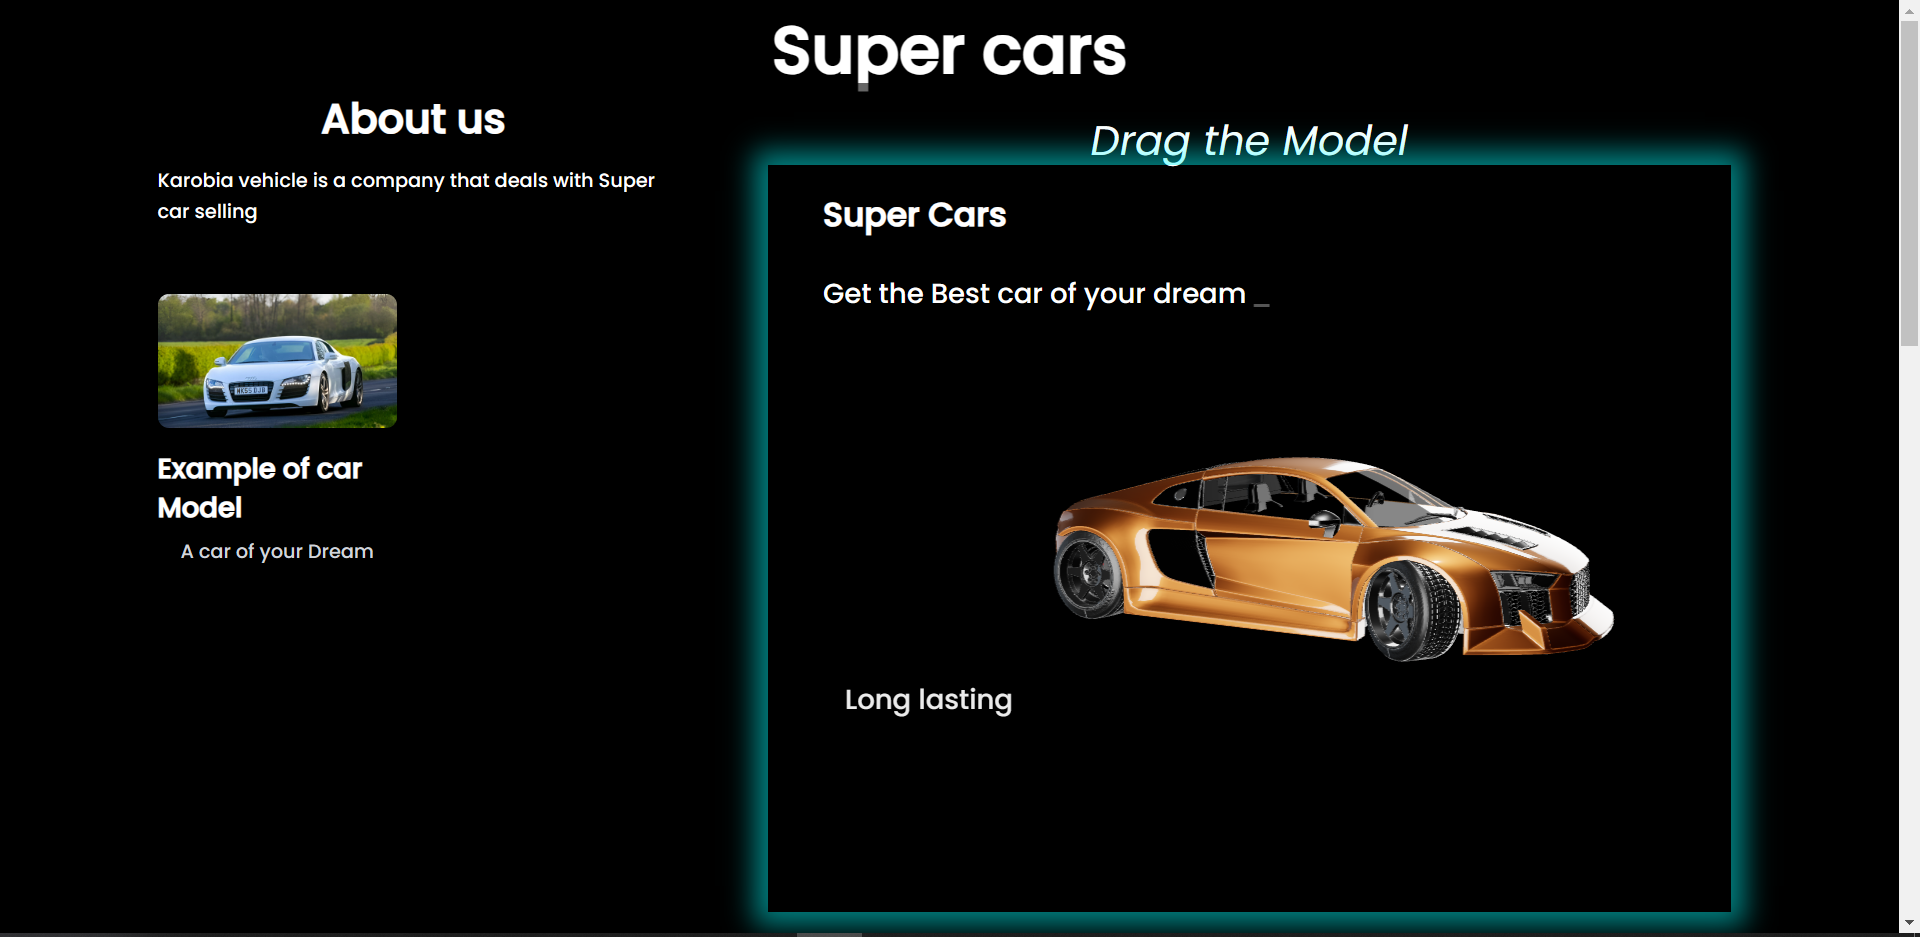 Super cars
About us
Karobia vehicle is a company that deals with Super
car selling
Example of car
Model
A car of your Dream
Drag the Model
Super Cars
Get the Best car of your dream _
Long lasting